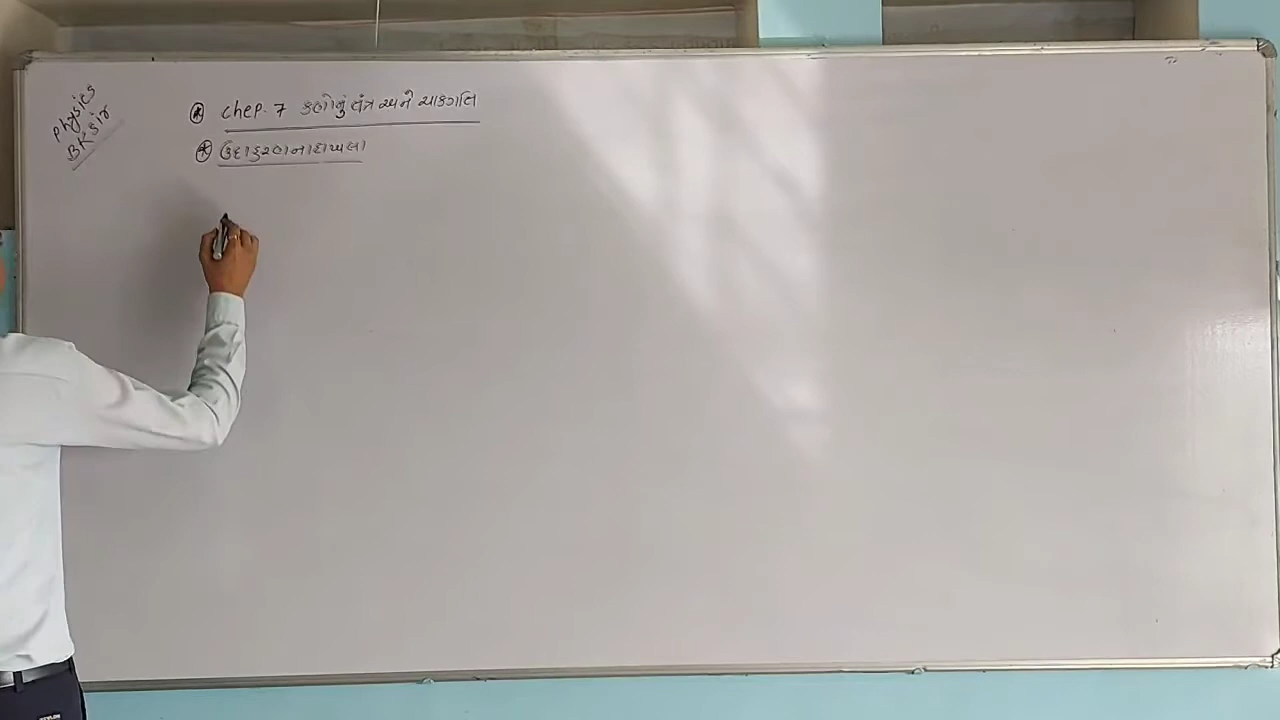 Physics
BK sir
chep. 7 કણોનું તંત્ર અને ચાકગતિ
ઉદાહરણના દાખલા